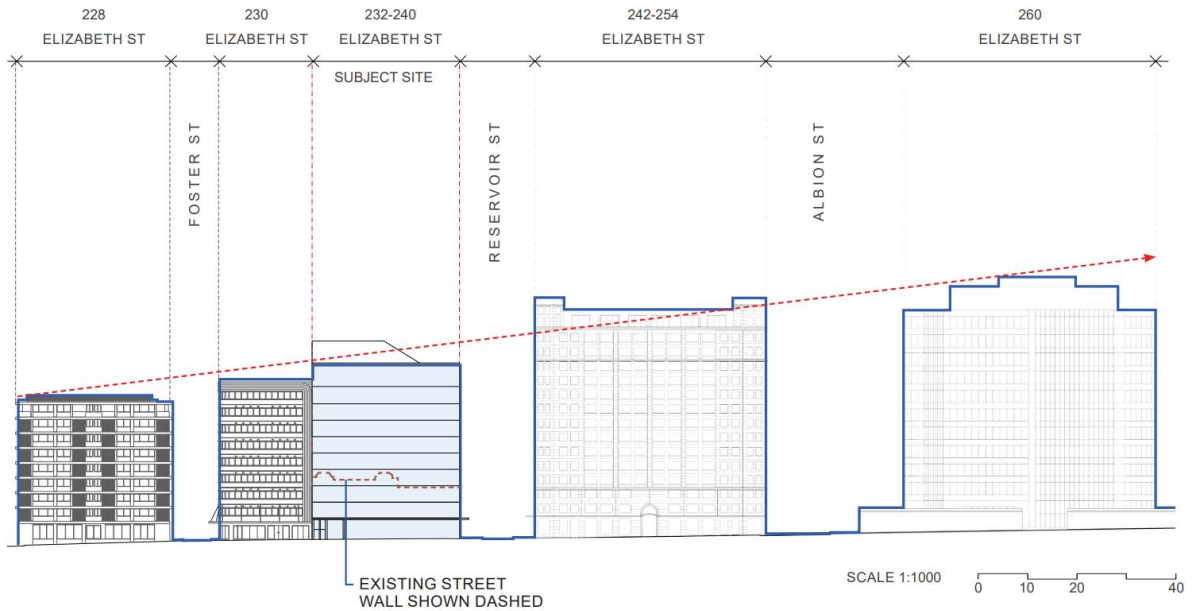 228
ELIZABETH ST
230
ELIZABETH ST
232-240
ELIZABETH ST
242-254
ELIZABETH ST
260
ELIZABETH ST
SUBJECT SITE
FOSTER ST
RESERVOIR ST
ALBION ST
EXISTING STREET
WALL SHOWN DASHED
SCALE 1:1000
0 10 20 40